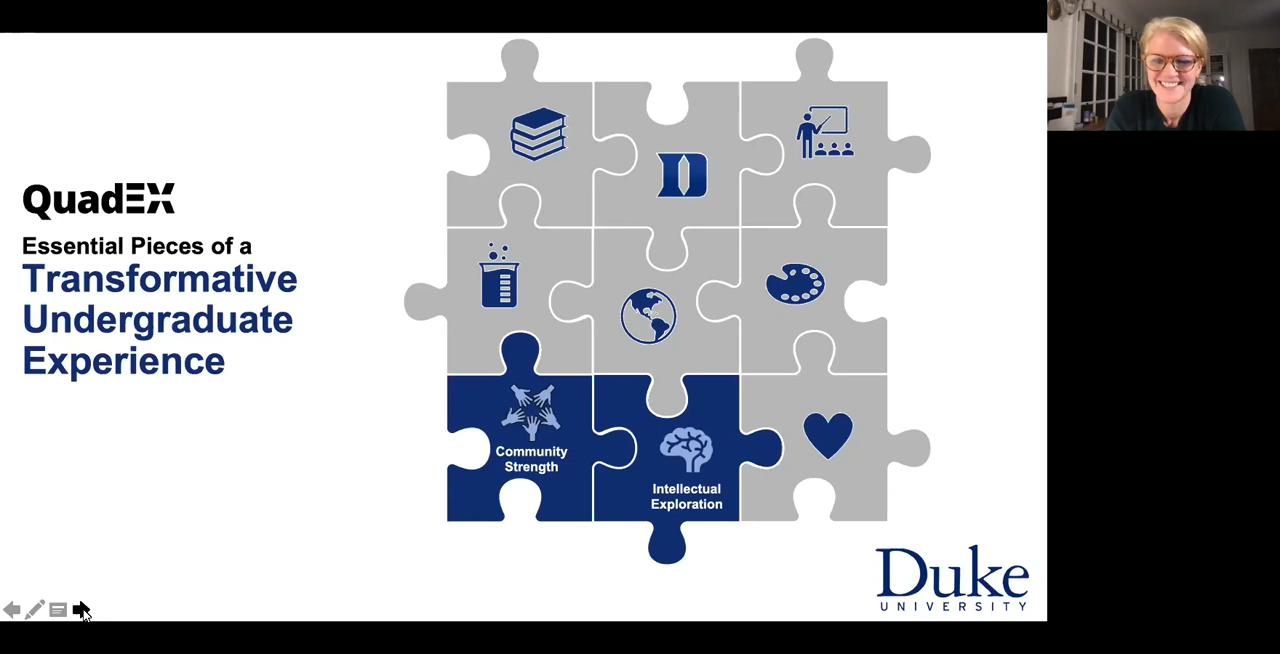 QuadEX
Essential Pieces of a
Transformative
Undergraduate
Experience
D
Community
Strength
Intellectual
Exploration
Duke
UNIVERSITY